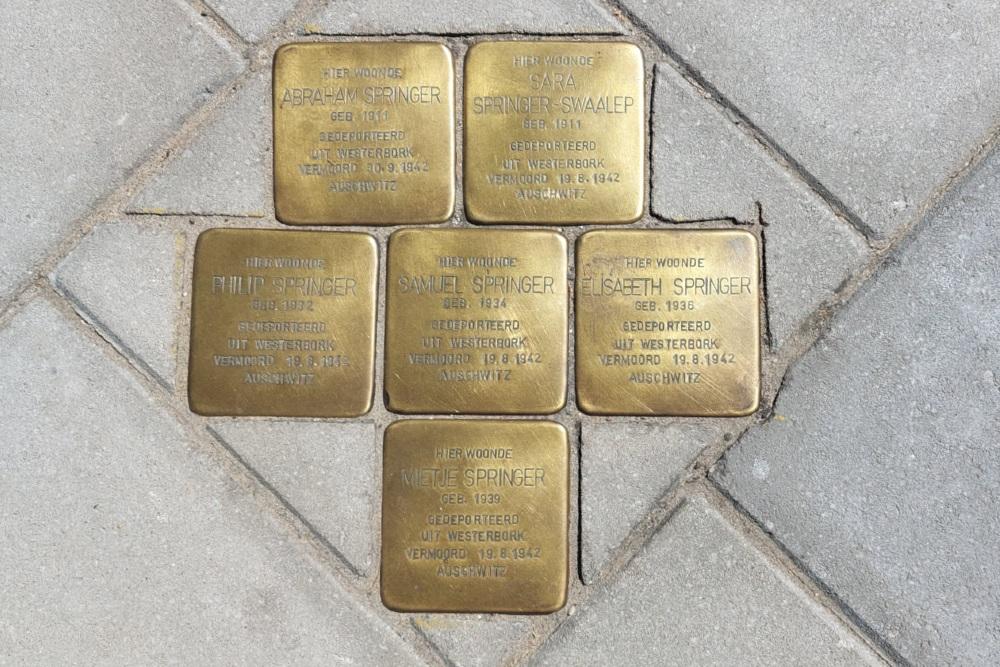 HIER WOONDE
ABRAHAM SPRINGER
GEB. 1911
GEDEPORTEERD
UIT WESTERBORK
VERMOORD 30.9.1942
AUSCHWITZ
HIER WOONDE
SARA
SPRINGER-SWAALEP
GEB. 1911
GEDEPORTEERD
UIT WESTERBORK
VERMOORD 19.8.1942
AUSCHWITZ
HIER WOONDE
PHILIP SPRINGER
GEB. 1932
GEDEPORTEERD
UIT WESTERBORK
VERMOORD 19.8.1942
AUSCHWITZ
HIER WOONDE
SAMUEL SPRINGER
GEB. 1934
GEDEPORTEERD
UIT WESTERBORK
VERMOORD 19.8.1942
AUSCHWITZ
HIER WOONDE
ELISABETH SPRINGER
GEB. 1936
GEDEPORTEERD
UIT WESTERBORK
VERMOORD 19.8.1942
AUSCHWITZ
HIER WOONDE
MIETJE SPRINGER
GEB. 1939
GEDEPORTEERD
UIT WESTERBORK
VERMOORD 19.8.1942
AUSCHWITZ